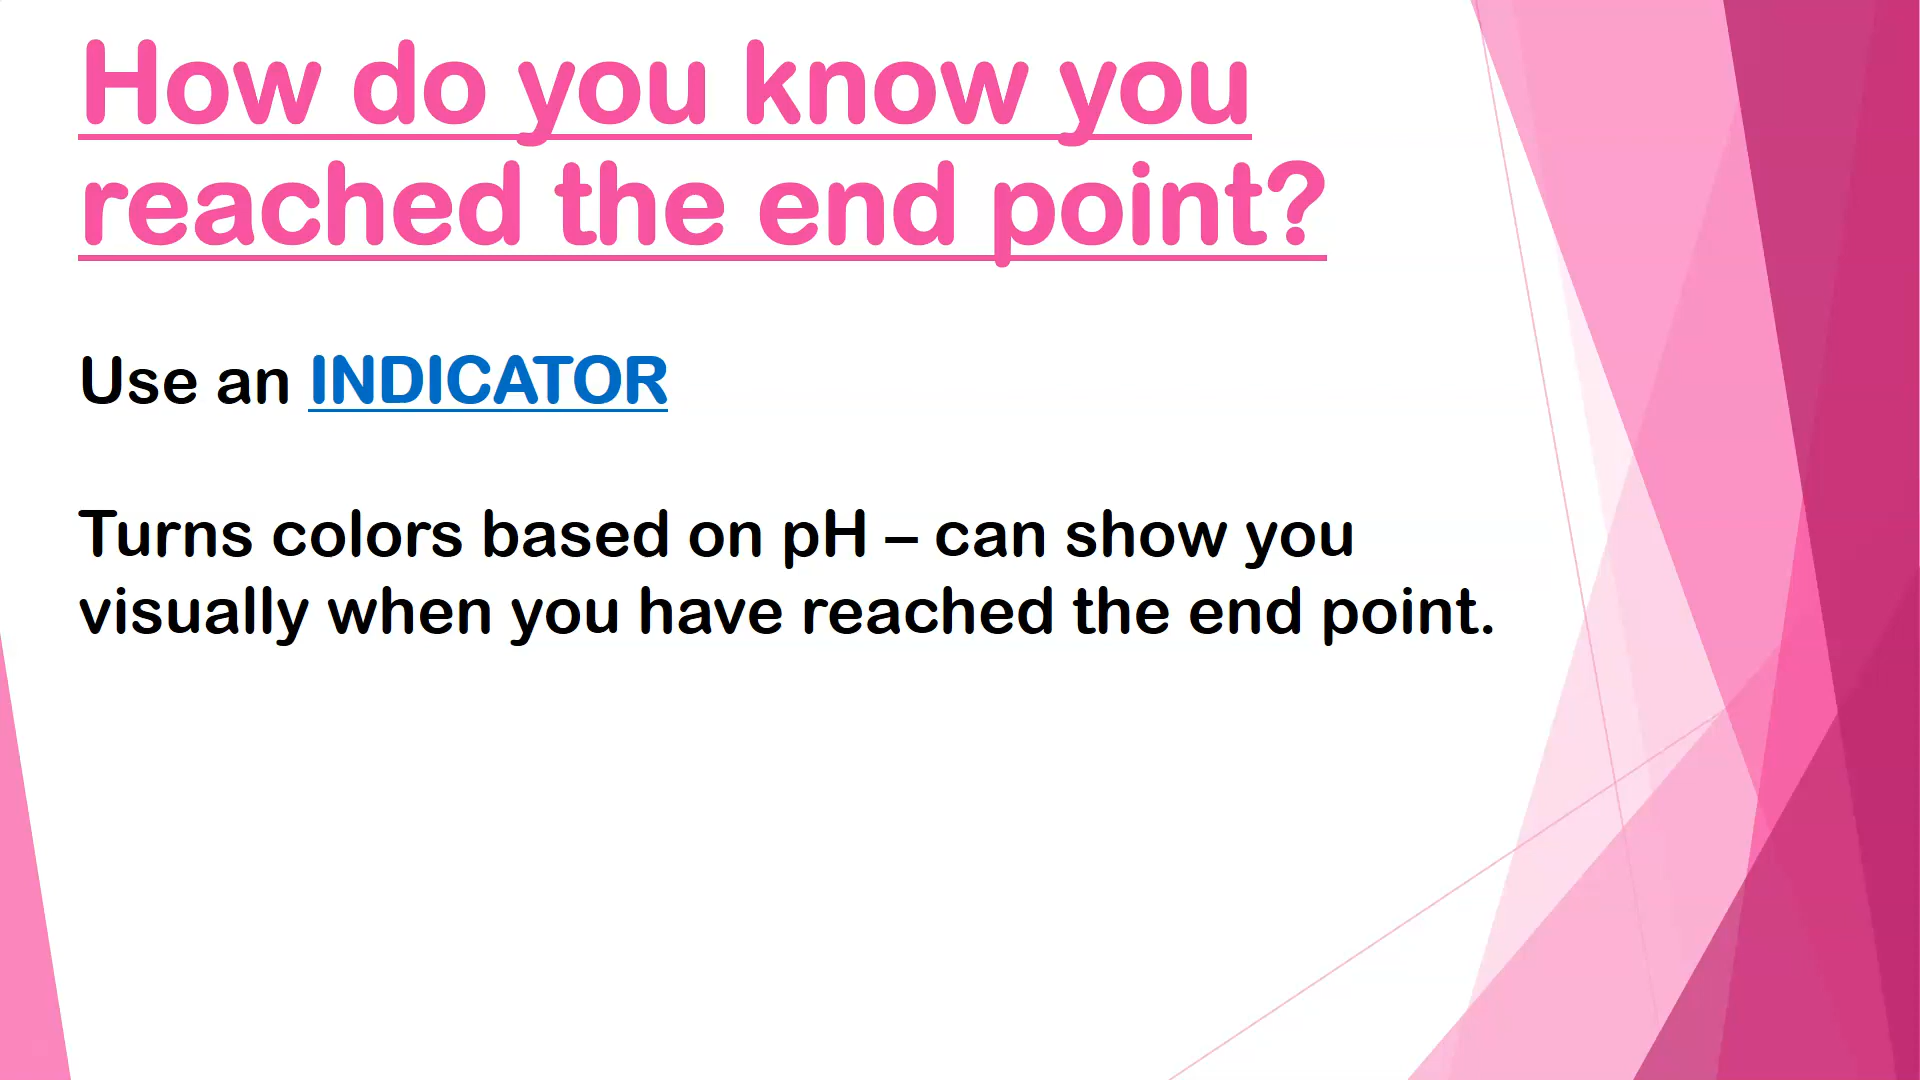 How do you know you
reached the end point?
Use an INDICATOR
Turns colors based on pH – can show you
visually when you have reached the end point.